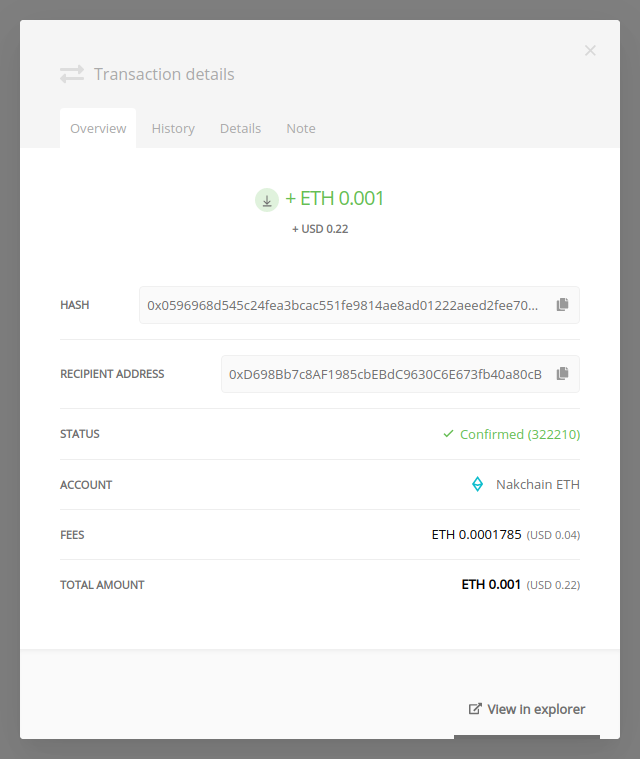 Transaction details
Overview History Details Note
+ ETH 0.001
+ USD 0.22
HASH 0x0596968d545c24fea3bcac551fe9814ae8ad01222aeed2fee70...
RECIPIENT ADDRESS 0xD698Bb7c8AF1985cbEBdC9630C6E673fb40a80cB
STATUS Confirmed (322210)
ACCOUNT Nakchain ETH
FEES ETH 0.0001785 (USD 0.04)
TOTAL AMOUNT ETH 0.001 (USD 0.22)
View in explorer